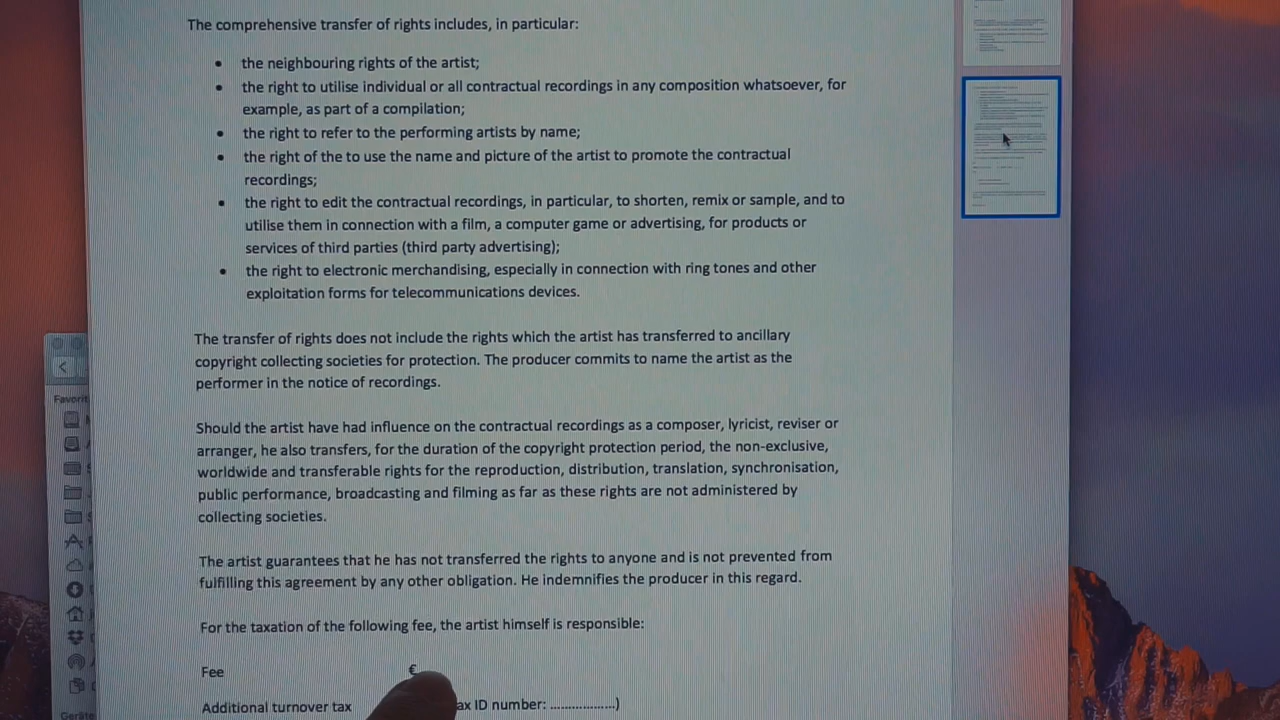 The comprehensive transfer of rights includes, in particular:
• the neighbouring rights of the artist;
• the right to utilise individual or all contractual recordings in any composition whatsoever, for
example, as part of a compilation;
• the right to refer to the performing artists by name;
• the right of the to use the name and picture of the artist to promote the contractual
recordings;
• the right to edit the contractual recordings, in particular, to shorten, remix or sample, and to
utilise them in connection with a film, a computer game or advertising, for products or
services of third parties (third party advertising);
• the right to electronic merchandising, especially in connection with ring tones and other
exploitation forms for telecommunications devices.
The transfer of rights does not include the rights which the artist has transferred to ancillary
copyright collecting societies for protection. The producer commits to name the artist as the
performer in the notice of recordings.
Should the artist have had influence on the contractual recordings as a composer, lyricist, reviser or
arranger, he also transfers, for the duration of the copyright protection period, the non-exclusive,
worldwide and transferable rights for the reproduction, distribution, translation, synchronisation,
public performance, broadcasting and filming as far as these rights are not administered by
collecting societies.
The artist guarantees that he has not transferred the rights to anyone and is not prevented from
fulfilling this agreement by any other obligation. He indemnifies the producer in this regard.
For the taxation of the following fee, the artist himself is responsible:
Fee €
Additional turnover tax ax ID number: ..................)
Favorit
Geräte